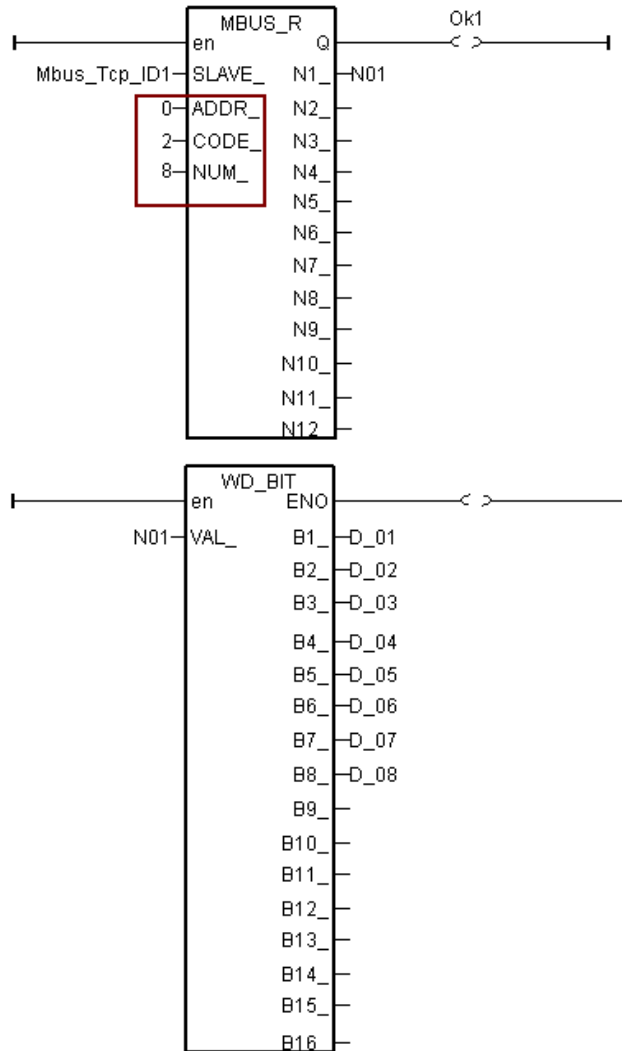 MBUS_R
Ok1
en Q
Mbus_Tcp_ID1 SLAVE_ N1_ N01
0 ADDR_ N2_
2 CODE_ N3_
8 NUM_ N4_
N5_
N6_
N7_
N8_
N9_
N10_
N11_
N12
WD_BIT
en ENO
N01 VAL_ B1_ D_01
B2_ D_02
B3_ D_03
B4_ D_04
B5_ D_05
B6_ D_06
B7_ D_07
B8_ D_08
B9_
B10_
B11_
B12_
B13_
B14_
B15_
B16